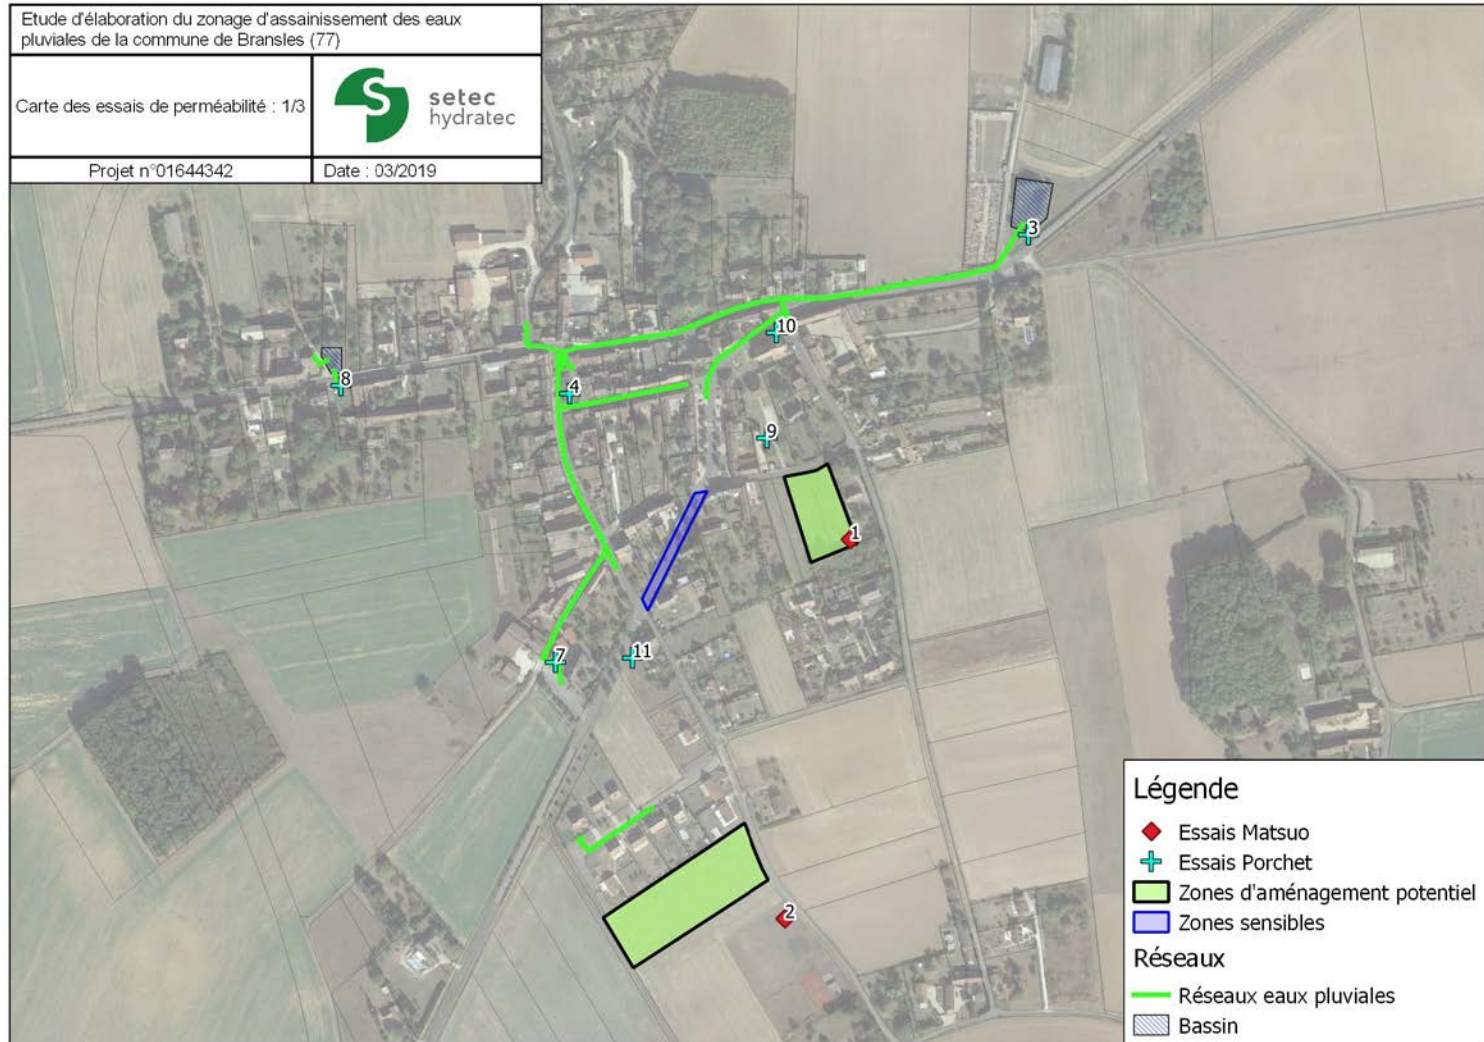 Etude d'élaboration du zonage d'assainissement des eaux
pluviales de la commune de Bransles (77)
Carte des essais de perméabilité : 1/3
setec
hydratec
Projet n°01644342
Date : 03/2019
3
10
8
4
9
1
7
11
2
Légende
Essais Matsuo
Essais Porchet
Zones d'aménagement potentiel
Zones sensibles
Réseaux
Réseaux eaux pluviales
Bassin